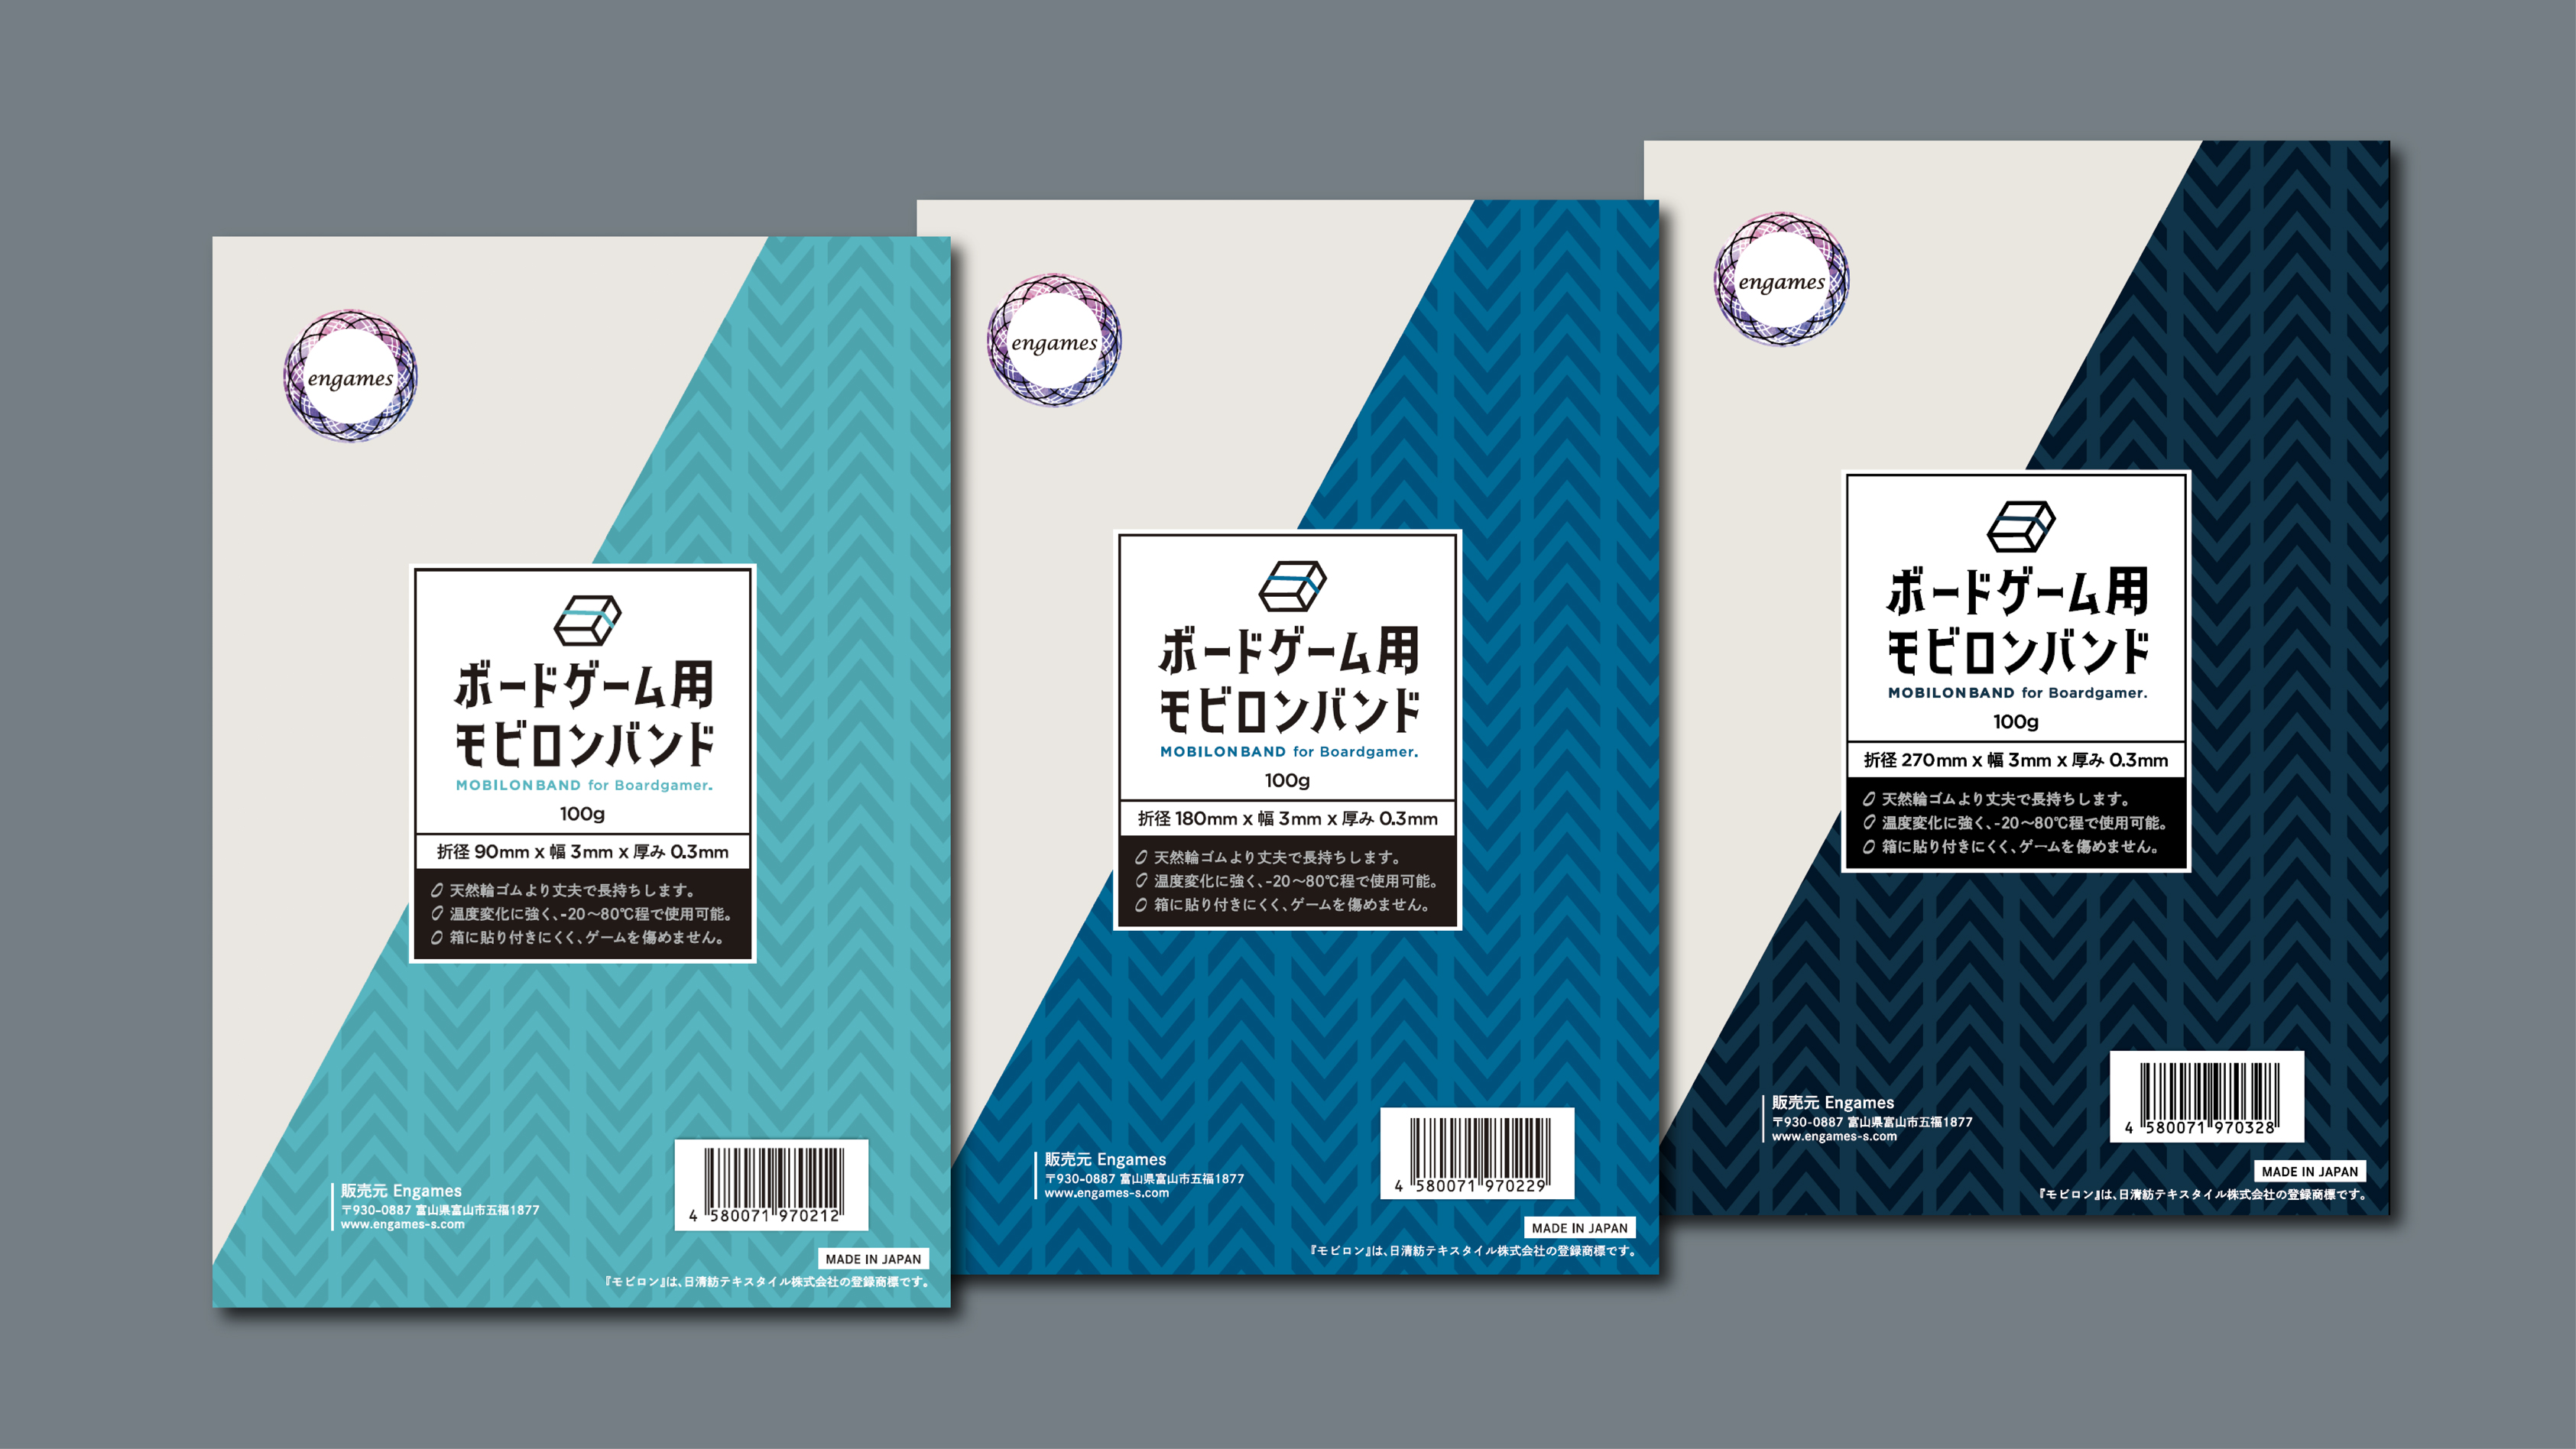 engames
ボードゲーム用
モビロンバンド
MOBILONBAND for Boardgamer.
100g
折径 90mm x 幅 3mm x 厚み 0.3mm
天然輪ゴムより丈夫で長持ちします。
温度変化に強く、-20〜80℃程で使用可能。
箱に貼り付きにくく、ゲームを傷めません。
販売元 Engames
〒930-0887 富山県富山市五福1877
www.engames-s.com
4 580071 970212
MADE IN JAPAN
『モビロン』は、日清紡テキスタイル株式会社の登録商標です。
engames
ボードゲーム用
モビロンバンド
MOBILONBAND for Boardgamer.
100g
折径 180mm x 幅 3mm x 厚み 0.3mm
天然輪ゴムより丈夫で長持ちします。
温度変化に強く、-20〜80℃程で使用可能。
箱に貼り付きにくく、ゲームを傷めません。
販売元 Engames
〒930-0887 富山県富山市五福1877
www.engames-s.com
4 580071 970229
MADE IN JAPAN
『モビロン』は、日清紡テキスタイル株式会社の登録商標です。
engames
ボードゲーム用
モビロンバンド
MOBILONBAND for Boardgamer.
100g
折径 270mm x 幅 3mm x 厚み 0.3mm
天然輪ゴムより丈夫で長持ちします。
温度変化に強く、-20〜80℃程で使用可能。
箱に貼り付きにくく、ゲームを傷めません。
販売元 Engames
〒930-0887 富山県富山市五福1877
www.engames-s.com
4 580071 970328
MADE IN JAPAN
『モビロン』は、日清紡テキスタイル株式会社の登録商標です。